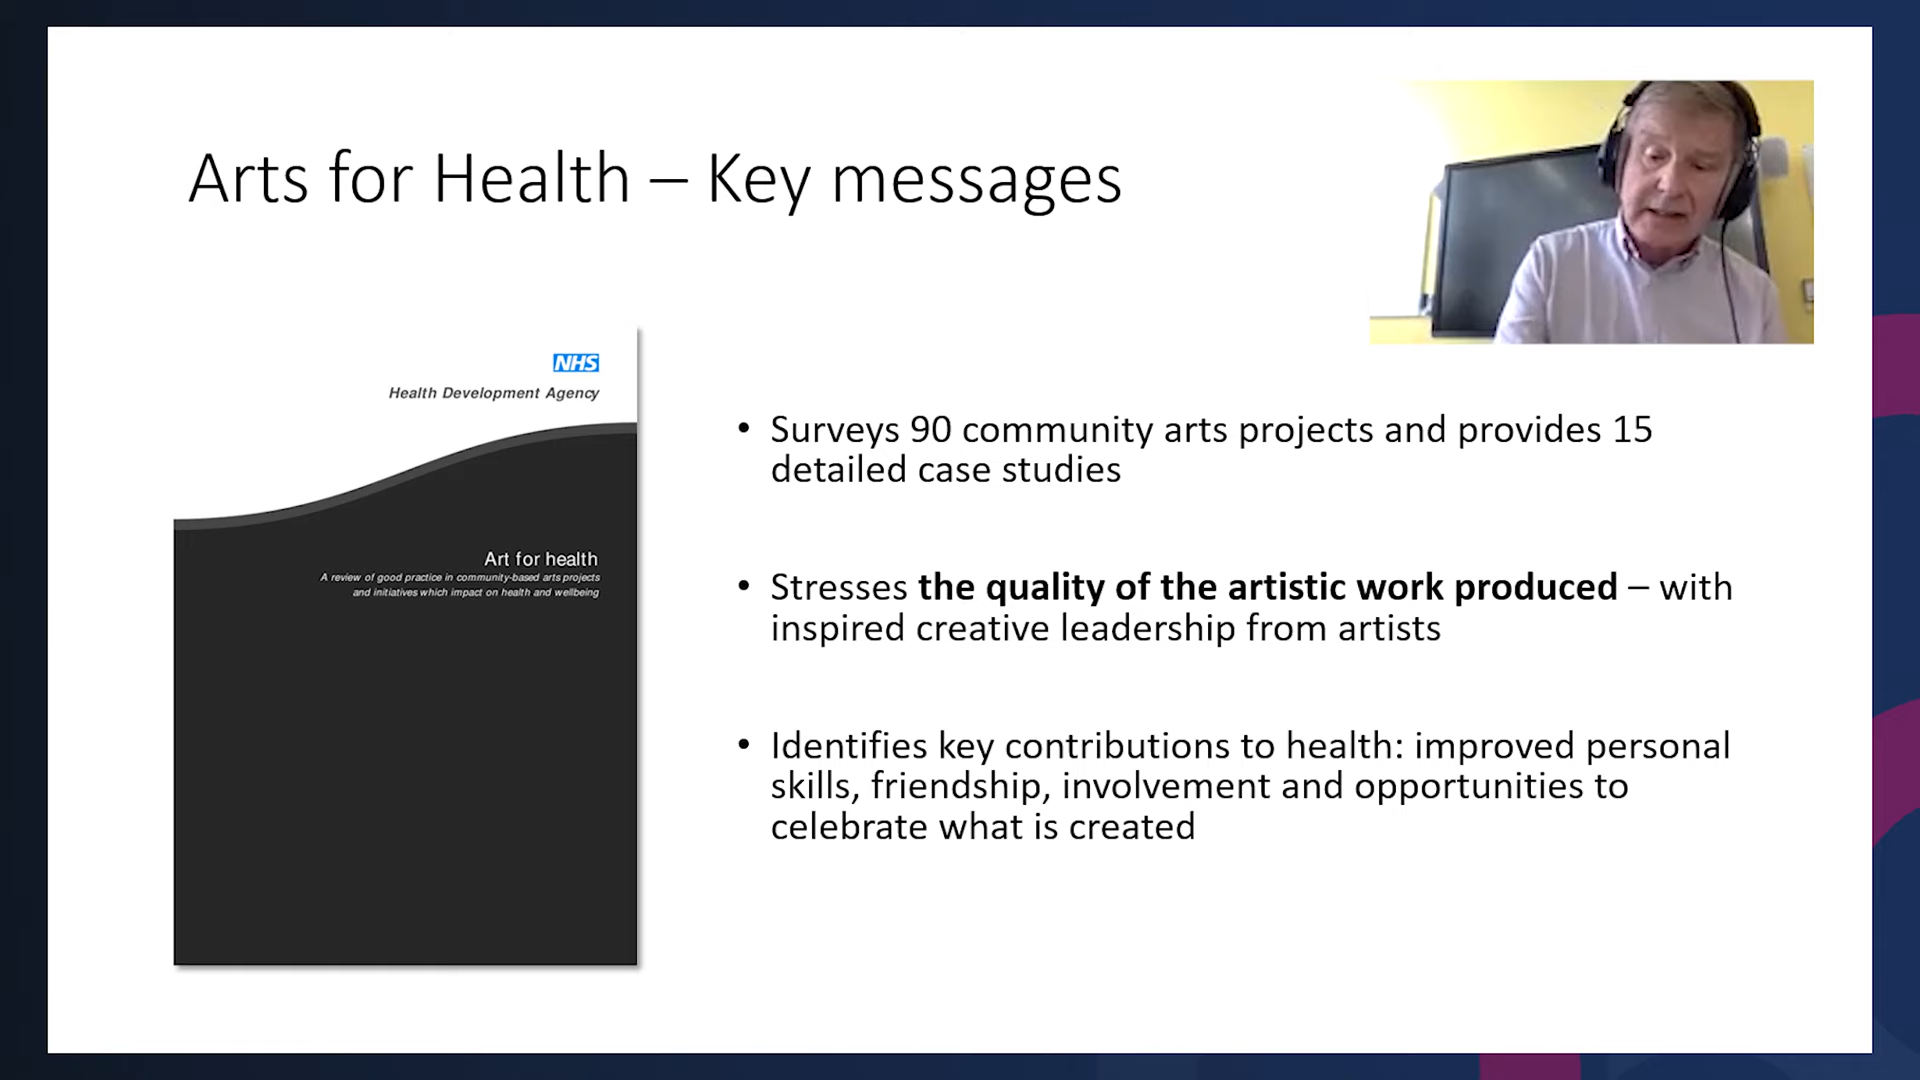 Arts for Health – Key messages
NHS
Health Development Agency
Art for health
A review of good practice in community-based arts projects
and initiatives which impact on health and wellbeing
• Surveys 90 community arts projects and provides 15
detailed case studies
• Stresses the quality of the artistic work produced – with
inspired creative leadership from artists
• Identifies key contributions to health: improved personal
skills, friendship, involvement and opportunities to
celebrate what is created